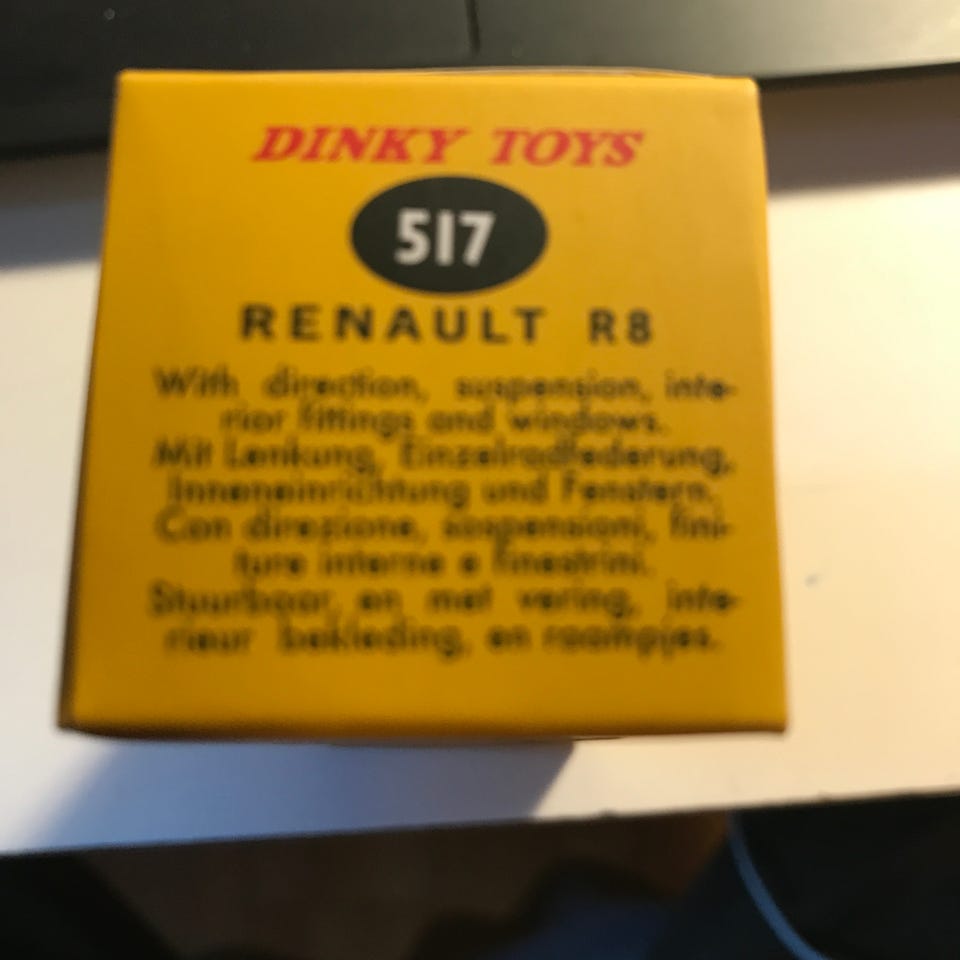 DINKY TOYS
517
RENAULT R8
With direction, suspension, inte-
rior fittings and windows.
Mit Lenkung, Einzelradfederung,
Inneneinrichtung und Fenstern.
Con direzione, sospensioni, fini-
ture interne e finestrini.
Stuurbaar, en met vering, inte-
rieur bekleding, en raampjes.